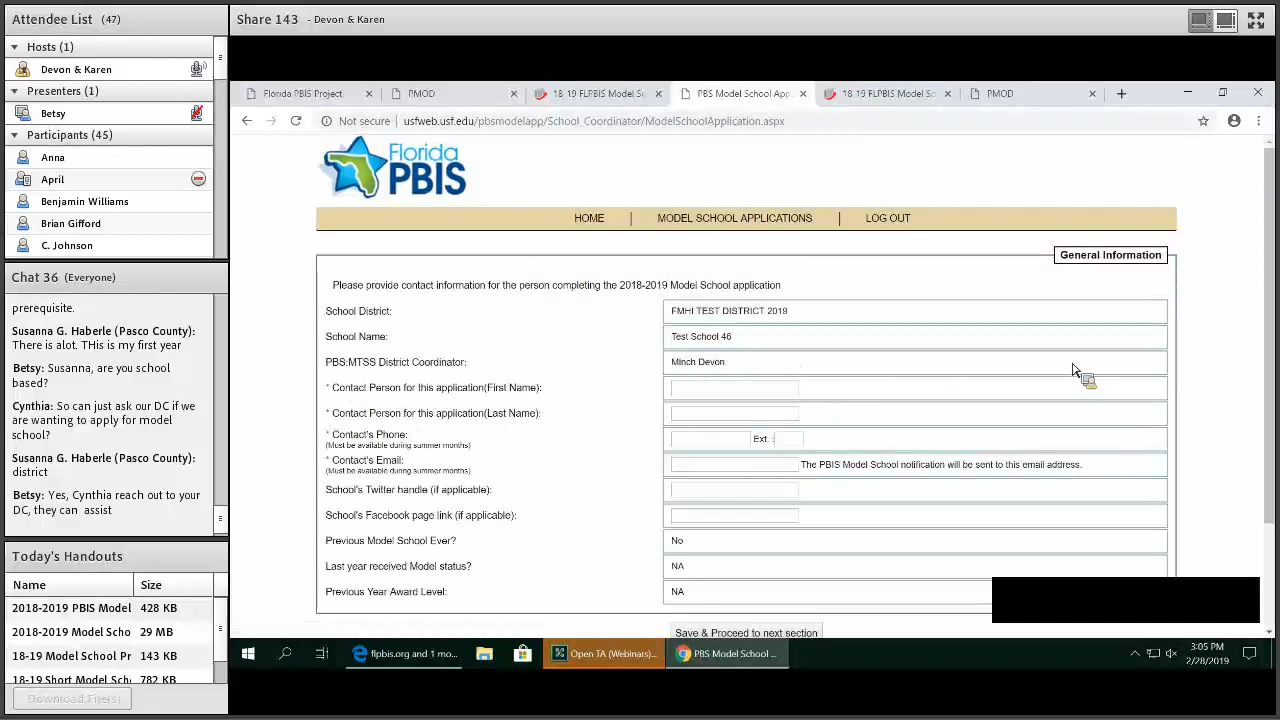 Attendee List (47)
Hosts (1)
Devon & Karen
Presenters (1)
Betsy
Participants (45)
Anna
April
Benjamin Williams
Brian Gifford
C. Johnson
Chat 36 (Everyone)
prerequisite.
Susanna G. Haberle (Pasco County):
There is alot. THis is my first year
Betsy: Susanna, are you school
based?
Cynthia: So can just ask our DC if we
are wanting to apply for model
school?
Susanna G. Haberle (Pasco County):
district
Betsy: Yes, Cynthia reach out to your
DC, they can assist
Today's Handouts
Name Size
2018-2019 PBIS Model 428 KB
2018-2019 Model Scho 29 MB
18-19 Model School Pr 143 KB
18-19 Short Model Sch 782 KB
Download File(s)
Share 143 - Devon & Karen
Florida PBIS Project
PMOD
18-19 FLPBIS Model Sc
PBS Model School App
18-19 FLPBIS Model Sc
PMOD
Not secure usfweb.usf.edu/pbsmodelapp/School_Coordinator/ModelSchoolApplication.aspx
Florida
PBIS
HOME | MODEL SCHOOL APPLICATIONS | LOG OUT
General Information
Please provide contact information for the person completing the 2018-2019 Model School application
School District: FMHI TEST DISTRICT 2019
School Name: Test School 46
PBS:MTSS District Coordinator: Minch Devon
* Contact Person for this application(First Name):
* Contact Person for this application(Last Name):
* Contact's Phone: Ext. :
(Must be available during summer months)
* Contact's Email: The PBIS Model School notification will be sent to this email address.
(Must be available during summer months)
School's Twitter handle (if applicable):
School's Facebook page link (if applicable):
Previous Model School Ever? No
Last year received Model status? NA
Previous Year Award Level: NA
Save & Proceed to next section
flpbis.org and 1 mo...
Open TA (Webinars)...
PBS Model School ...
3:05 PM
2/28/2019